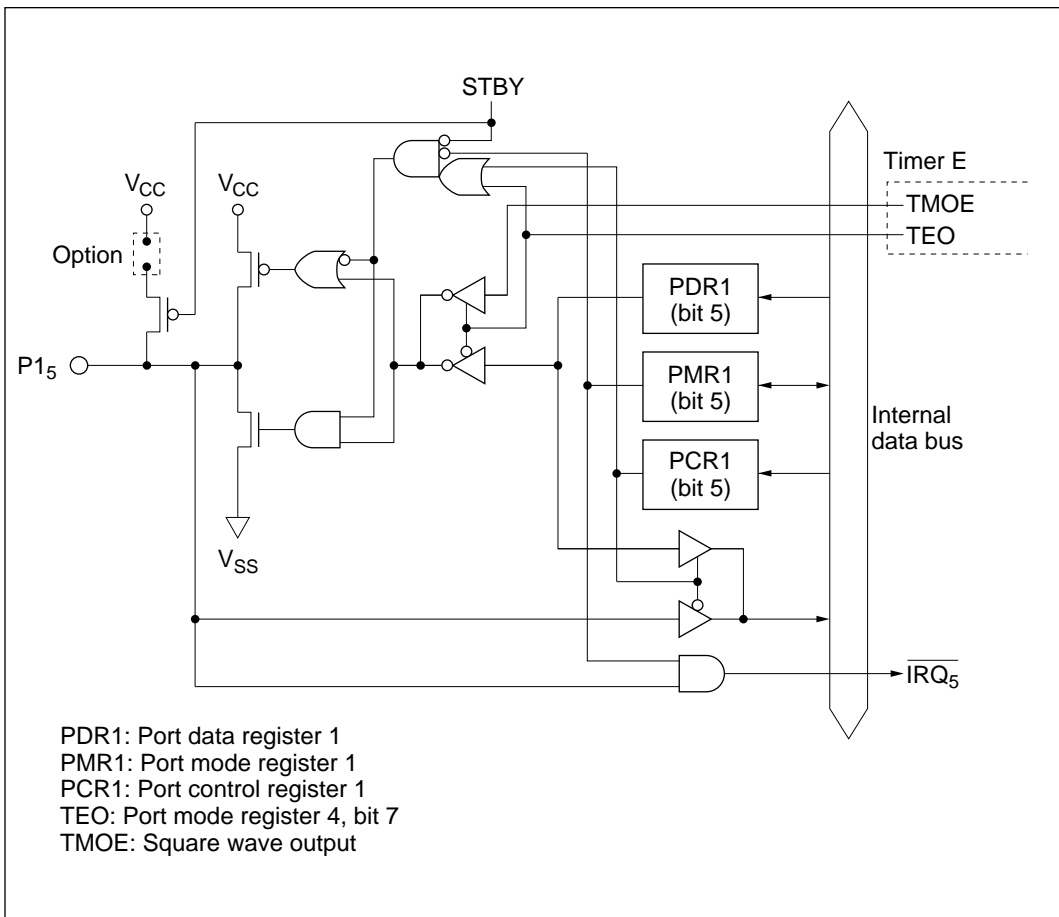 STBY
Timer E
VCC
VCC
TMOE
TEO
Option
PDR1
(bit 5)
P15
PMR1
(bit 5)
Internal
data bus
PCR1
(bit 5)
VSS
IRQ5
PDR1: Port data register 1
PMR1: Port mode register 1
PCR1: Port control register 1
TEO: Port mode register 4, bit 7
TMOE: Square wave output